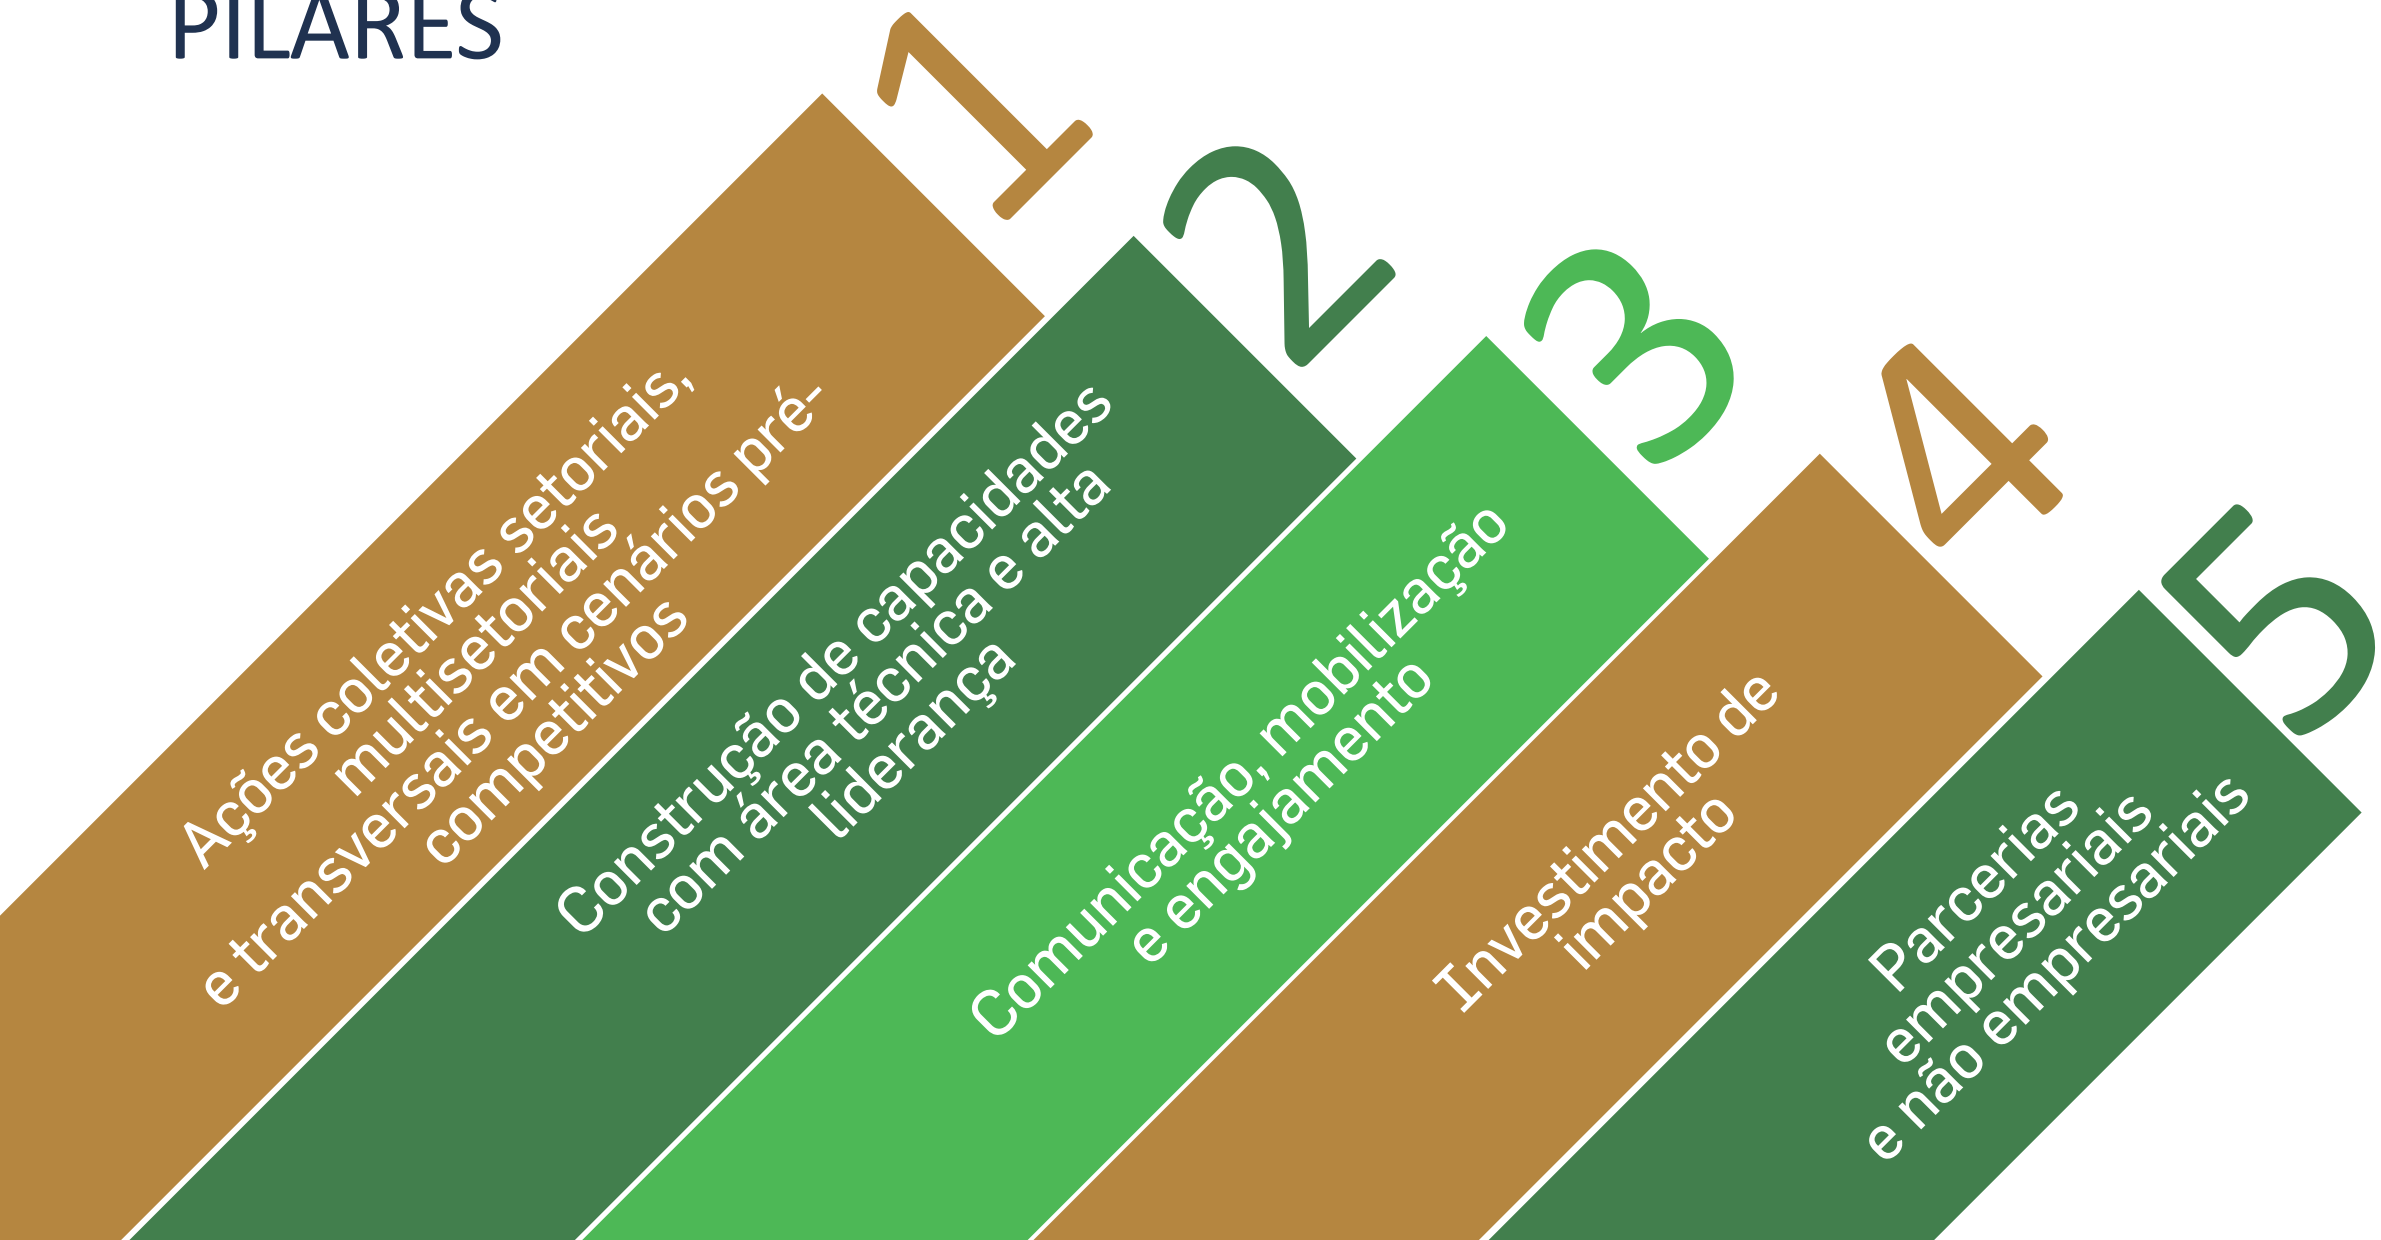 PILARES
1
Ações coletivas setoriais,
multisetoriais
e transversais em cenários pré-
competitivos
2
Construção de capacidades
com área técnica e alta
liderança
3
Comunicação, mobilização
e engajamento
4
Investimento de
impacto
5
Parcerias
empresariais
e não empresariais